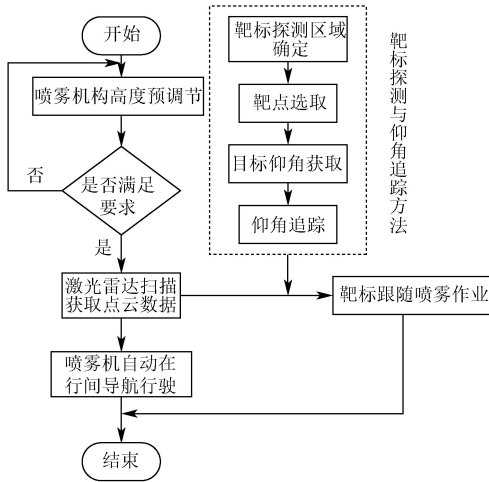 开始
喷雾机构高度预调节
否
是否满足
要求
是
激光雷达扫描
获取点云数据
喷雾机自动在
行间导航行驶
结束
靶标探测区域
确定
靶点选取
目标仰角获取
仰角追踪
靶标探测与仰角追踪方法
靶标跟随喷雾作业